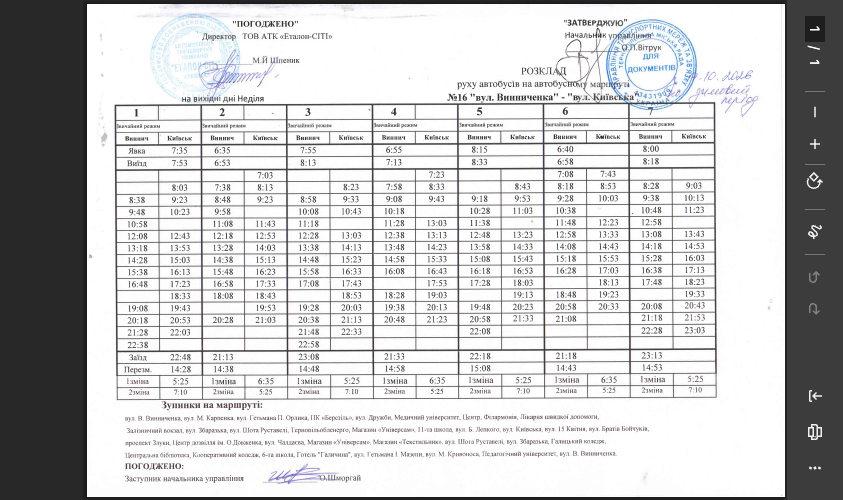 "ПОГОДЖЕНО"
Директор ТОВ АТК «Еталон-СІТІ»
М.Й Шпеник
на вихідні дні Неділя
"ЗАТВЕРДЖУЮ"
Начальник управління
О.П.Вітрук
ДЛЯ
ДОКУМЕНТІВ
РОЗКЛАД
руху автобусів на автобусному маршруті
№16 "вул. Винниченка" - "вул. Київська"
зимовий
період
1 2 3 4 5 6 7
Звичайний режим Звичайний режим Звичайний режим Звичайний режим Звичайний режим Звичайний режим Звичайний режим
Виннич Київськ Виннич Київськ Виннич Київськ Виннич Київськ Виннич Київськ Виннич Київськ Виннич Київськ
Явка 7:35 6:35 7:55 6:55 8:15 6:40 8:00
Виїзд 7:53 6:53 8:13 7:13 8:33 6:58 8:18
7:03 7:23 7:08 7:43
8:03 7:38 8:13 8:23 7:58 8:33 8:43 8:18 8:53 8:28 9:03
8:38 9:23 8:48 9:23 8:58 9:33 9:08 9:43 9:18 9:53 9:28 10:03 9:38 10:13
9:48 10:23 9:58 10:08 10:43 10:18 10:28 11:03 10:38 10:48 11:23
10:58 11:08 11:43 11:18 11:28 13:03 11:38 11:48 12:23 12:58
12:08 12:43 12:18 12:53 12:28 13:03 12:38 13:13 12:48 13:23 12:58 13:33 13:08 13:43
13:18 13:53 13:28 14:03 13:38 14:13 13:48 14:23 13:58 14:33 14:08 14:43 14:18 14:53
14:28 15:03 14:38 15:13 14:48 15:23 14:58 15:33 15:08 15:43 15:18 15:53 15:28 16:03
15:38 16:13 15:48 16:23 15:58 16:33 16:08 16:43 16:18 16:53 16:28 17:03 16:38 17:13
16:48 17:23 16:58 17:33 17:08 17:43 17:53 17:28 18:03 18:13 17:48 18:23
18:33 18:08 18:43 18:53 18:28 19:03 19:13 18:48 19:23 19:33
19:08 19:43 19:53 19:28 20:03 19:38 20:13 19:48 20:23 20:58 20:33 20:08 20:43
20:18 20:53 20:28 21:03 20:38 21:13 20:48 21:23 20:58 21:33 21:08 21:18 21:53
21:28 22:03 21:48 22:33 22:08 22:28 23:03
22:38 22:58
Заїзд 22:48 21:13 23:08 21:33 22:18 21:18 23:13
Перезм. 14:28 14:38 14:48 14:58 15:08 14:43 14:53
1зміна 5:25 1зміна 6:35 1зміна 5:25 1зміна 6:35 1зміна 5:25 1зміна 6:35 1зміна 5:25
2зміна 7:10 2зміна 7:10 2зміна 7:10 2зміна 7:10 2зміна 7:10 2зміна 7:10 2зміна 7:10
Зупинки на маршруті:
вул. В. Винниченка, вул. М. Карпенка, вул. Гетьмана П. Орлика, ПК «Березіль», вул. Дружби, Медичний університет, Центр, Філармонія, Лікарня швидкої допомоги,
Залізничний вокзал, вул. Збаразька, вул. Шота Руставелі, Тернопільобленерго, Магазин «Універсам», 11-та школа, вул. Б. Лепкого, вул. Київська, вул. 15 Квітня, вул. Братів Бойчуків,
проспект Злуки, Центр дозвілля ім. О.Довженка, вул. Чалдаєва, Магазин «Універсам», Магазин «Текстильник», вул. Шота Руставелі, вул. Збаразька, Галицький коледж,
Центральна бібліотека, Кооперативний коледж, 6-та школа, Готель "Галичина", вул. Гетьмана І. Мазепи, вул. М. Кривоноса, Педагогічний університет, вул. В. Винниченка.
ПОГОДЖЕНО:
Заступник начальника управління О.Шморгай
1 / 1